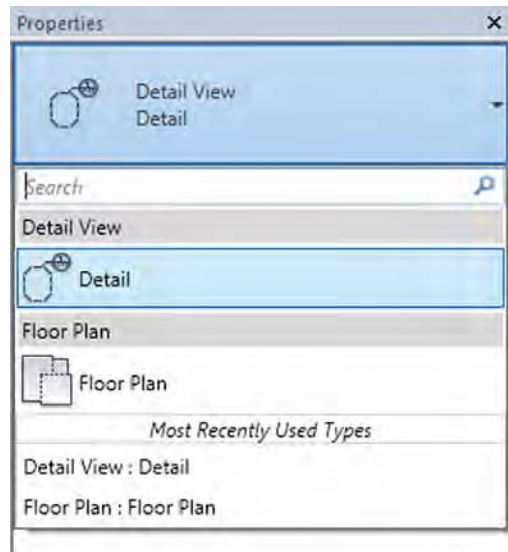 Properties
Detail View
Detail
Search
Detail View
Detail
Floor Plan
Floor Plan
Most Recently Used Types
Detail View : Detail
Floor Plan : Floor Plan